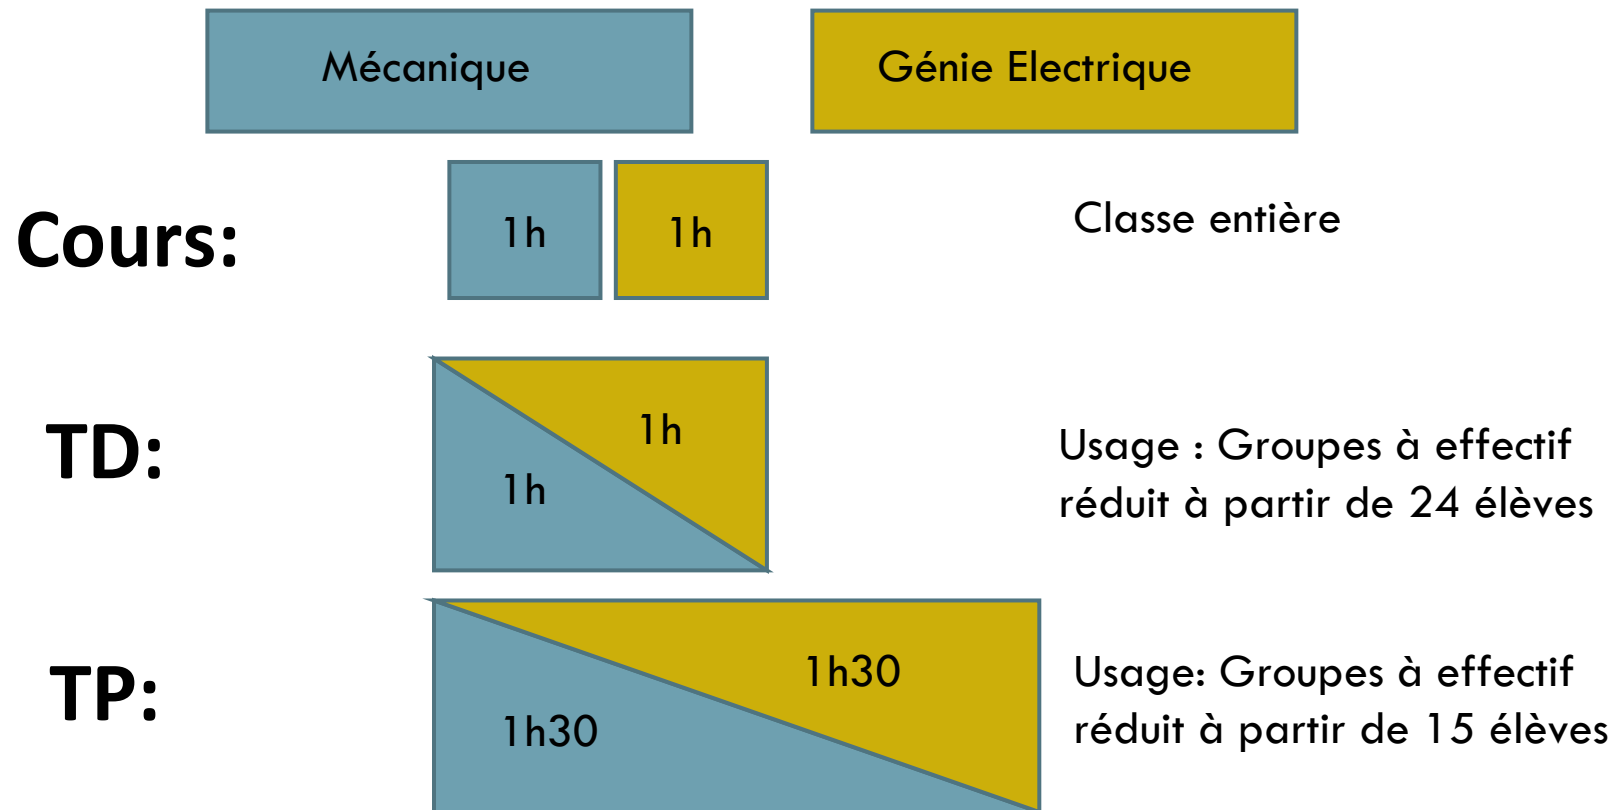 Mécanique
Génie Electrique
Cours:
1h
1h
Classe entière
TD:
1h
1h
Usage : Groupes à effectif
réduit à partir de 24 élèves
TP:
1h30
1h30
Usage: Groupes à effectif
réduit à partir de 15 élèves